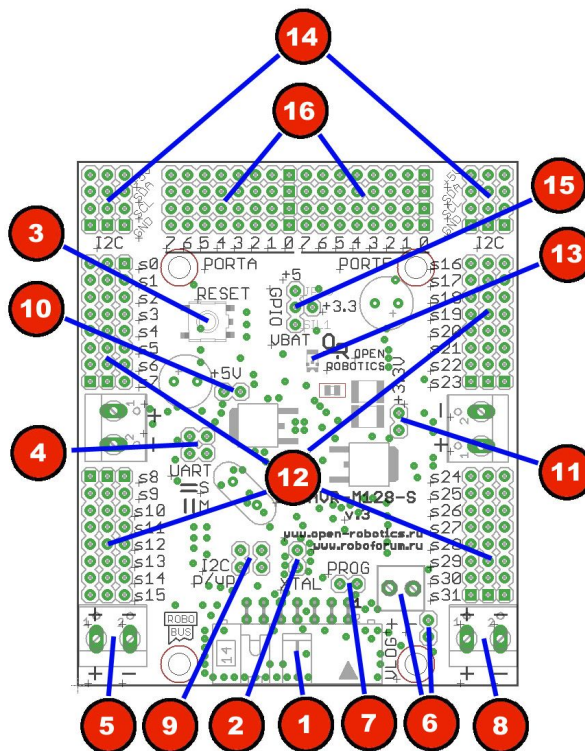 14
16
15
3
13
I2C
I2C
7 6 5 4 3 2 1 0
7 6 5 4 3 2 1 0
PORTA
s0
s1
s2
s3
s4
s5
s6
s7
s16
s17
s18
s19
s20
s21
s22
s23
+5
GPIO
+3.3
VBAT
RESET
OPEN
ROBOTICS
10
+5V
+3.3V
4
UART
S
M
12
11
s8
s9
s10
s11
s12
s13
s14
s15
s24
s25
s26
s27
s28
s29
s30
s31
v13
www.open-robotics.ru
www.roboforum.ru
I2C
P/UP
XTAL
PROG
1
ROBO
BUS
14
VLOG+
+ -
+ -
5
9
2
1
7
6
8